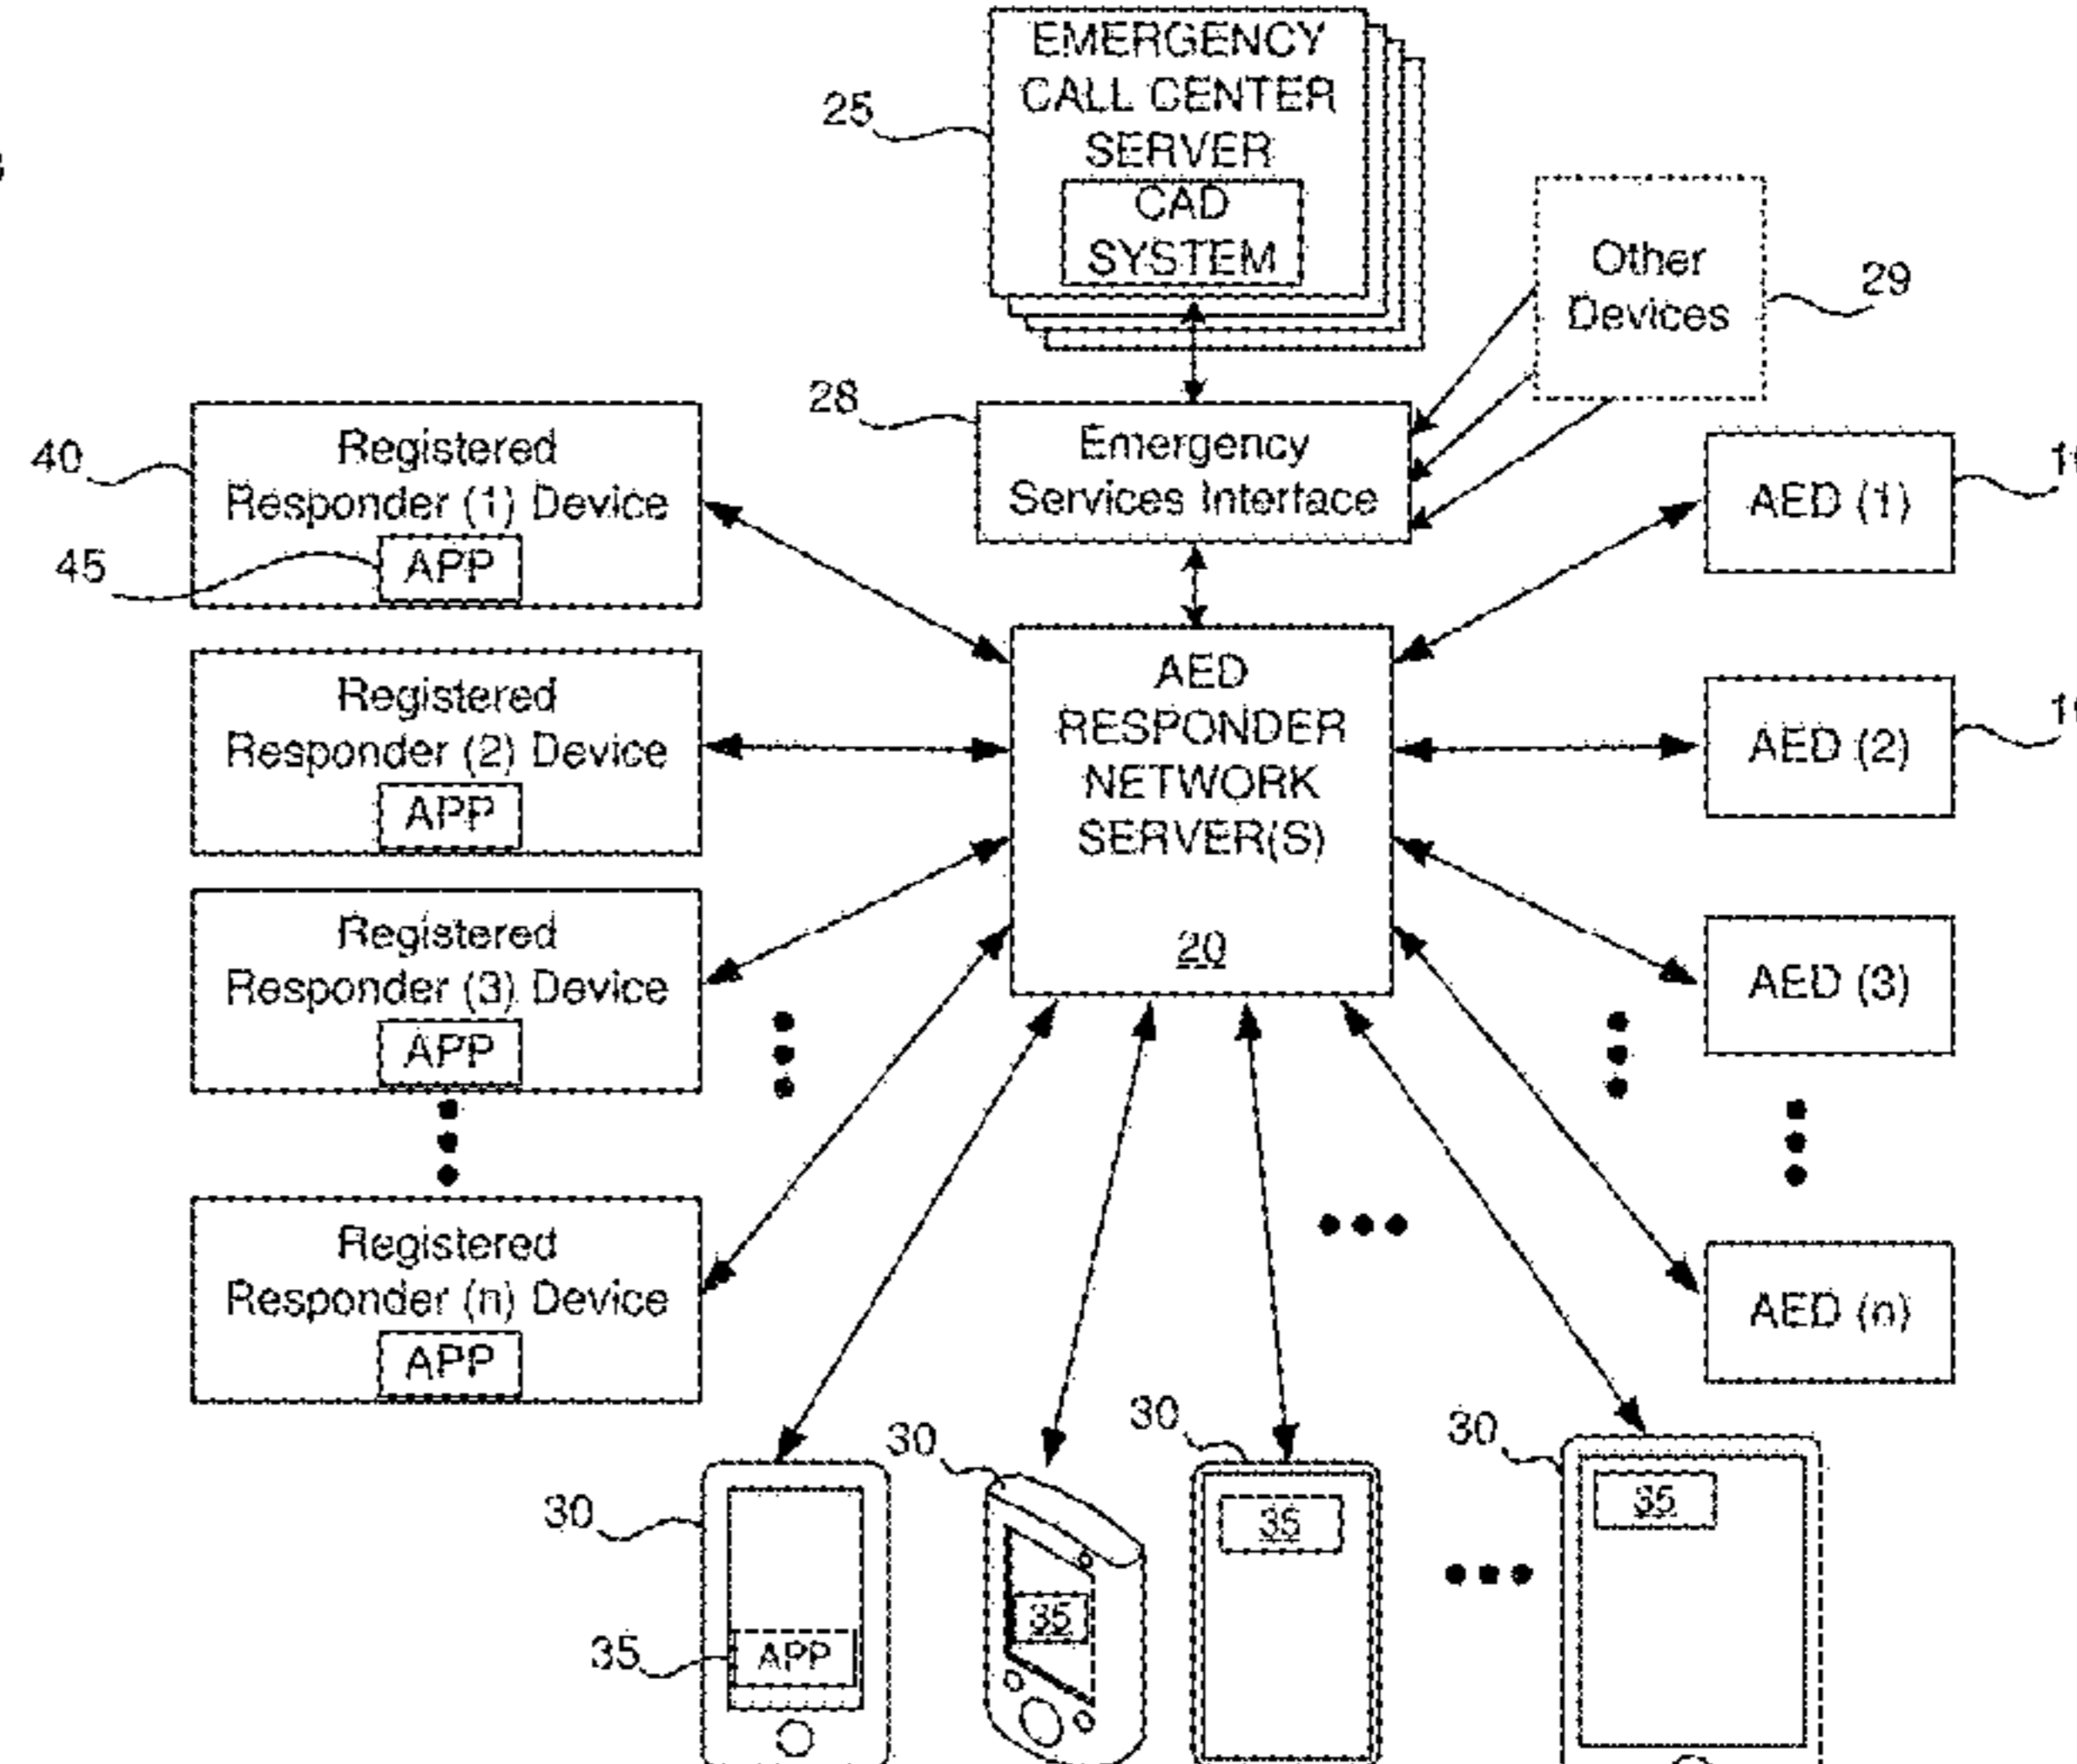 EMERGENCY
CALL CENTER
SERVER
CAD
SYSTEM
25
Other
Devices
29
28
Emergency
Services Interface
40
Registered
Responder (1) Device
APP
45
AED (1)
AED
RESPONDER
NETWORK
SERVER(S)
20
Registered
Responder (2) Device
APP
AED (2)
Registered
Responder (3) Device
APP
AED (3)
Registered
Responder (n) Device
APP
AED (n)
30
35
APP
30
35
30
35
30
35